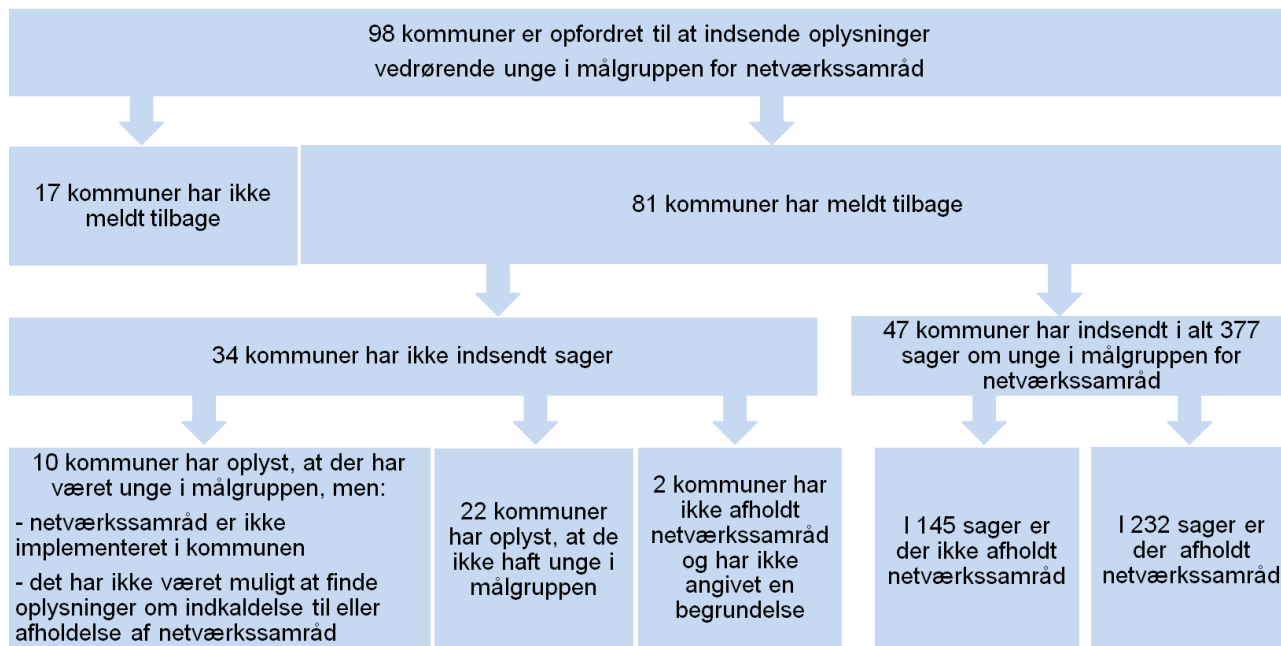 98 kommuner er opfordret til at indsende oplysninger
vedrørende unge i målgruppen for netværkssamråd
17 kommuner har ikke
meldt tilbage
81 kommuner har meldt tilbage
34 kommuner har ikke indsendt sager
47 kommuner har indsendt i alt 377
sager om unge i målgruppen for
netværkssamråd
10 kommuner har oplyst, at der har
været unge i målgruppen, men:
- netværkssamråd er ikke
implementeret i kommunen
- det har ikke været muligt at finde
oplysninger om indkaldelse til eller
afholdelse af netværkssamråd
22 kommuner
har oplyst, at de
ikke haft unge i
målgruppen
2 kommuner har
ikke afholdt
netværkssamråd
og har ikke
angivet en
begrundelse
I 145 sager er
der ikke afholdt
netværkssamråd
I 232 sager er
der afholdt
netværkssamråd